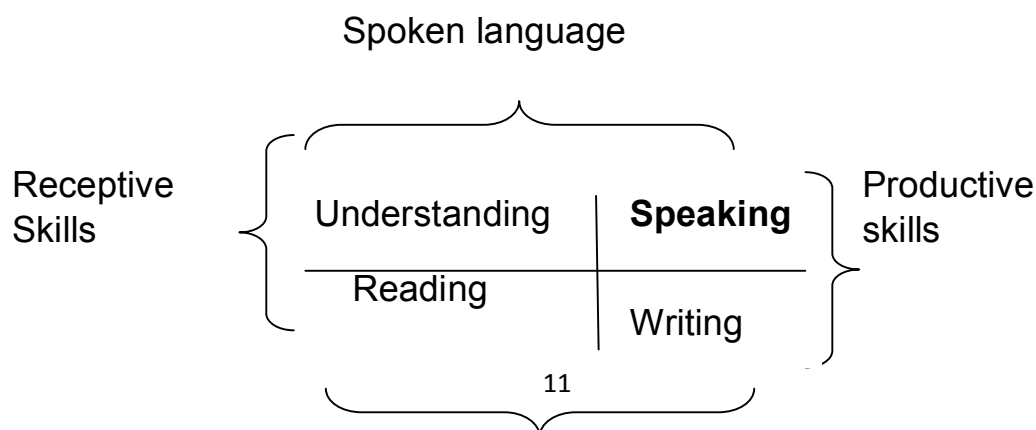 Spoken language
Receptive
Skills
Understanding
Speaking
Productive
skills
Reading
Writing
11